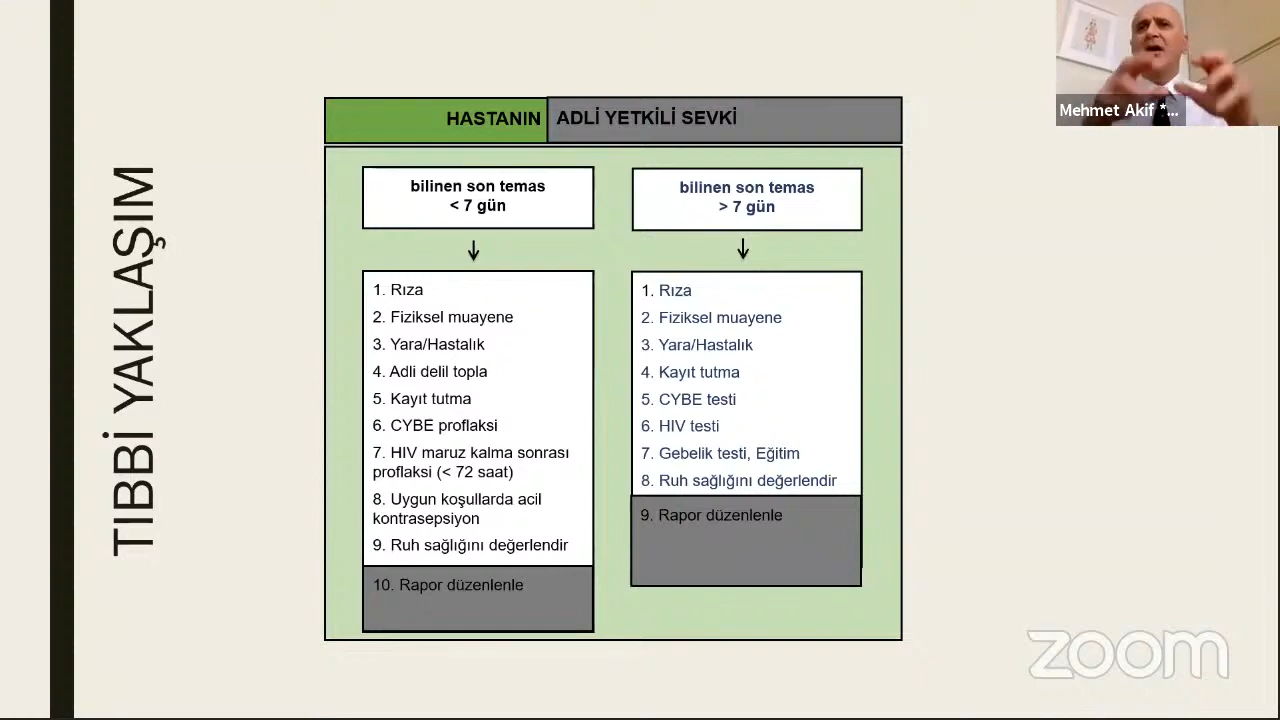 TIBBİ YAKLAŞIM
HASTANIN ADLİ YETKİLİ SEVKİ
bilinen son temas
< 7 gün
1. Rıza
2. Fiziksel muayene
3. Yara/Hastalık
4. Adli delil topla
5. Kayıt tutma
6. CYBE proflaksi
7. HIV maruz kalma sonrası
proflaksi (< 72 saat)
8. Uygun koşullarda acil
kontrasepsiyon
9. Ruh sağlığını değerlendir
10. Rapor düzenlenle
bilinen son temas
> 7 gün
1. Rıza
2. Fiziksel muayene
3. Yara/Hastalık
4. Kayıt tutma
5. CYBE testi
6. HIV testi
7. Gebelik testi, Eğitim
8. Ruh sağlığını değerlendir
9. Rapor düzenlenle
Mehmet Akif *...
zoom